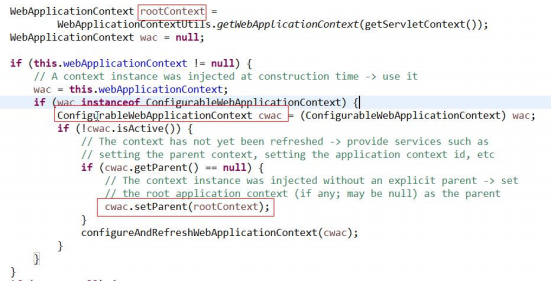 WebApplicationContext rootContext =
WebApplicationContextUtils.getWebApplicationContext(getServletContext());
WebApplicationContext wac = null;
if (this.webApplicationContext != null) {
// A context instance was injected at construction time -> use it
wac = this.webApplicationContext;
if (wac instanceof ConfigurableWebApplicationContext) {
ConfigurableWebApplicationContext cwac = (ConfigurableWebApplicationContext) wac;
if (!cwac.isActive()) {
// The context has not yet been refreshed -> provide services such as
// setting the parent context, setting the application context id, etc
if (cwac.getParent() == null) {
// The context instance was injected without an explicit parent -> set
// the root application context (if any; may be null) as the parent
cwac.setParent(rootContext);
}
configureAndRefreshWebApplicationContext(cwac);
}
}
}